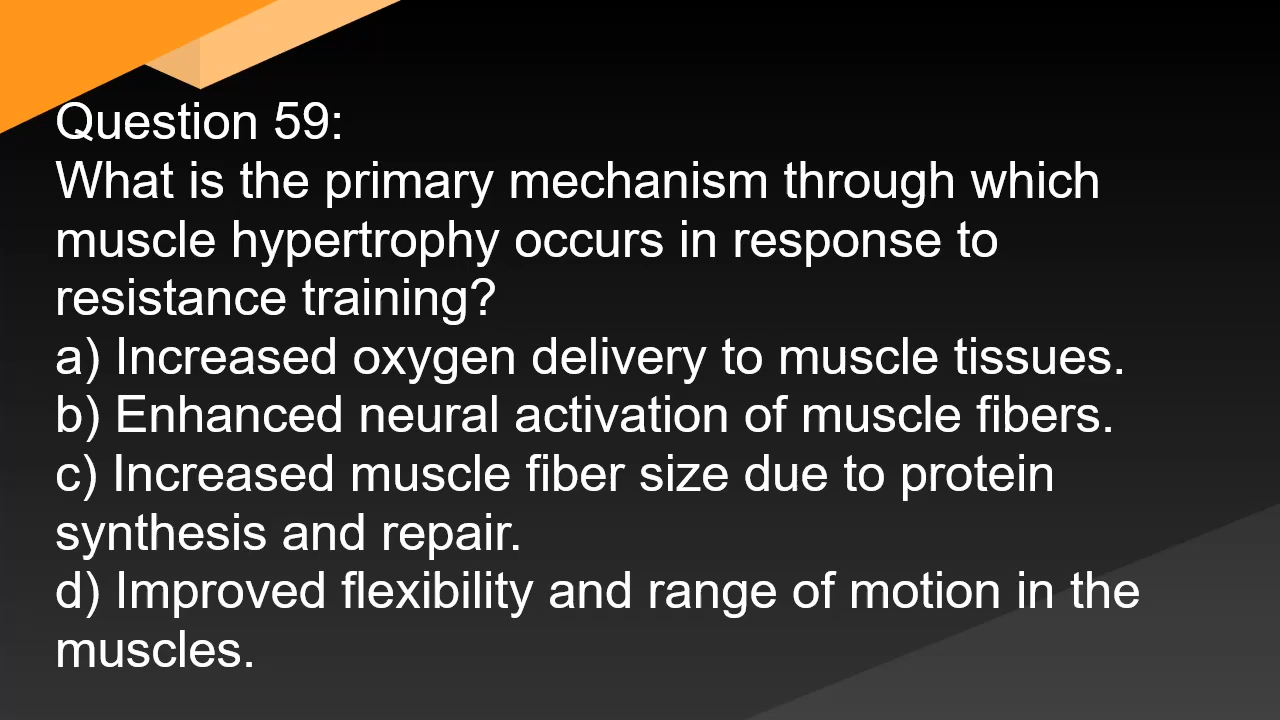 Question 59:
What is the primary mechanism through which
muscle hypertrophy occurs in response to
resistance training?
a) Increased oxygen delivery to muscle tissues.
b) Enhanced neural activation of muscle fibers.
c) Increased muscle fiber size due to protein
synthesis and repair.
d) Improved flexibility and range of motion in the
muscles.